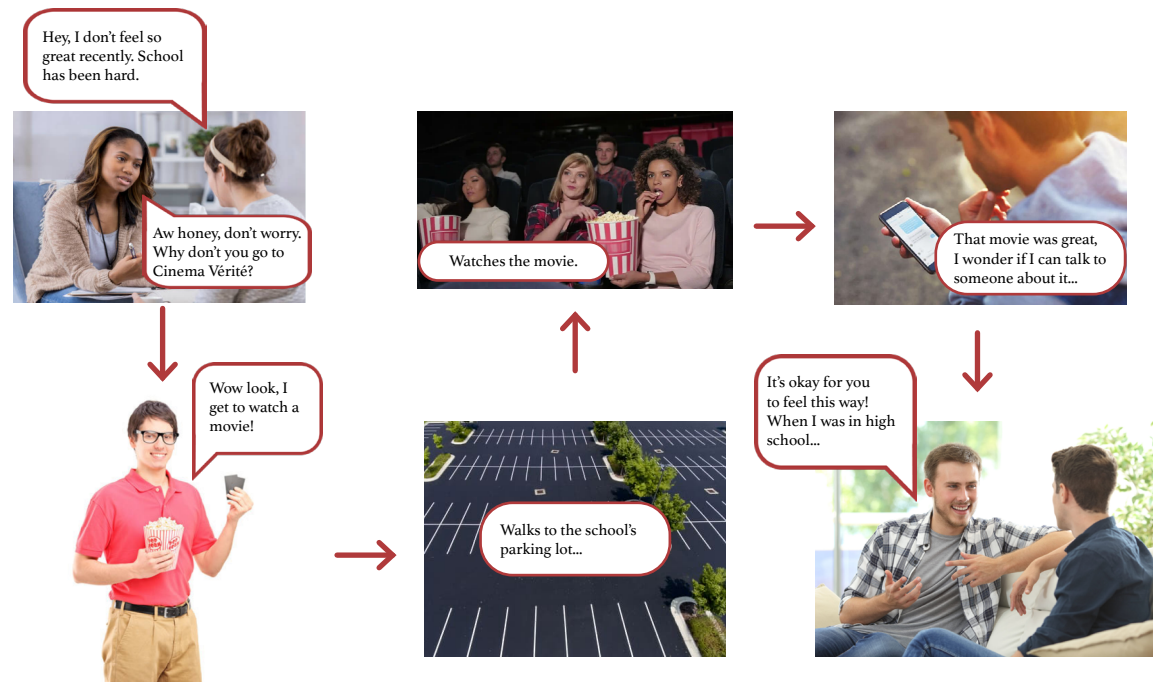 Hey, I don't feel so
great recently. School
has been hard.
Aw honey, don't worry.
Why don't you go to
Cinema Vérité?
Wow look, I
get to watch a
movie!
Walks to the school's
parking lot...
Watches the movie.
That movie was great,
I wonder if I can talk to
someone about it...
It's okay for you
to feel this way!
When I was in high
school...